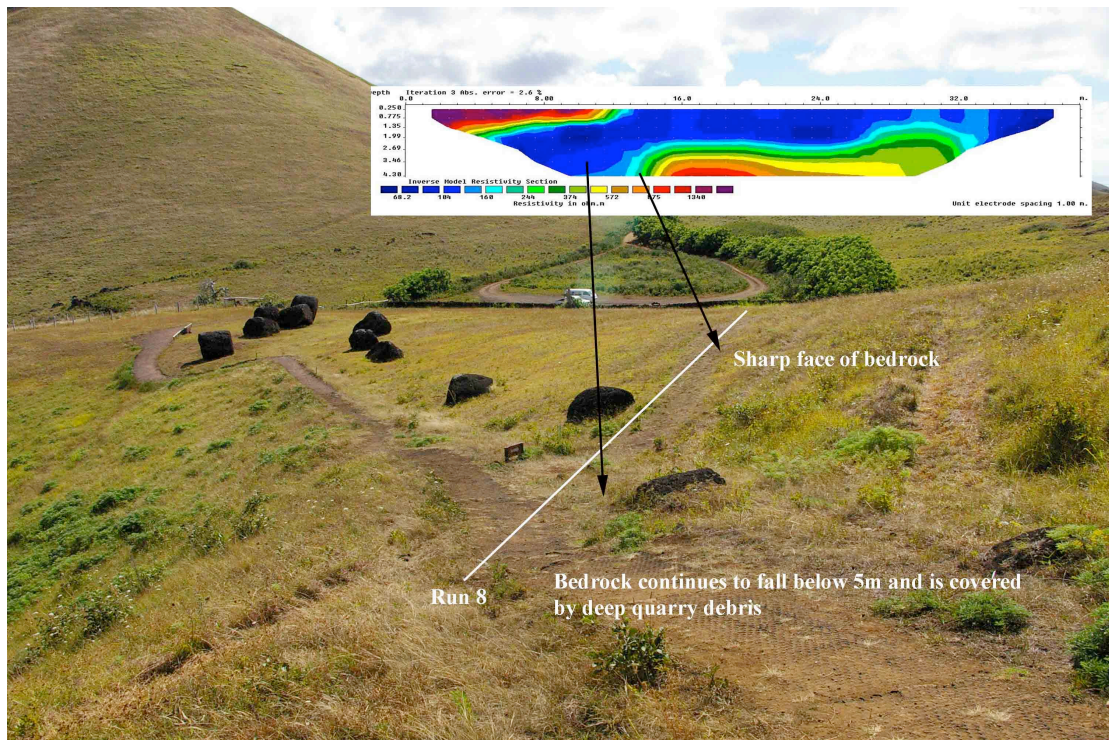 epth Iteration 3 Abs. error = 2.6 %
0.0 8.00 16.0 24.0 32.0 m.
0.250
0.775
1.35
1.99
2.69
3.46
4.30
Inverse Model Resistivity Section
68.2 104 160 244 374 572 875 1340
Resistivity in ohm.m
Unit electrode spacing 1.00 m.
Sharp face of bedrock
Bedrock continues to fall below 5m and is covered
by deep quarry debris
Run 8